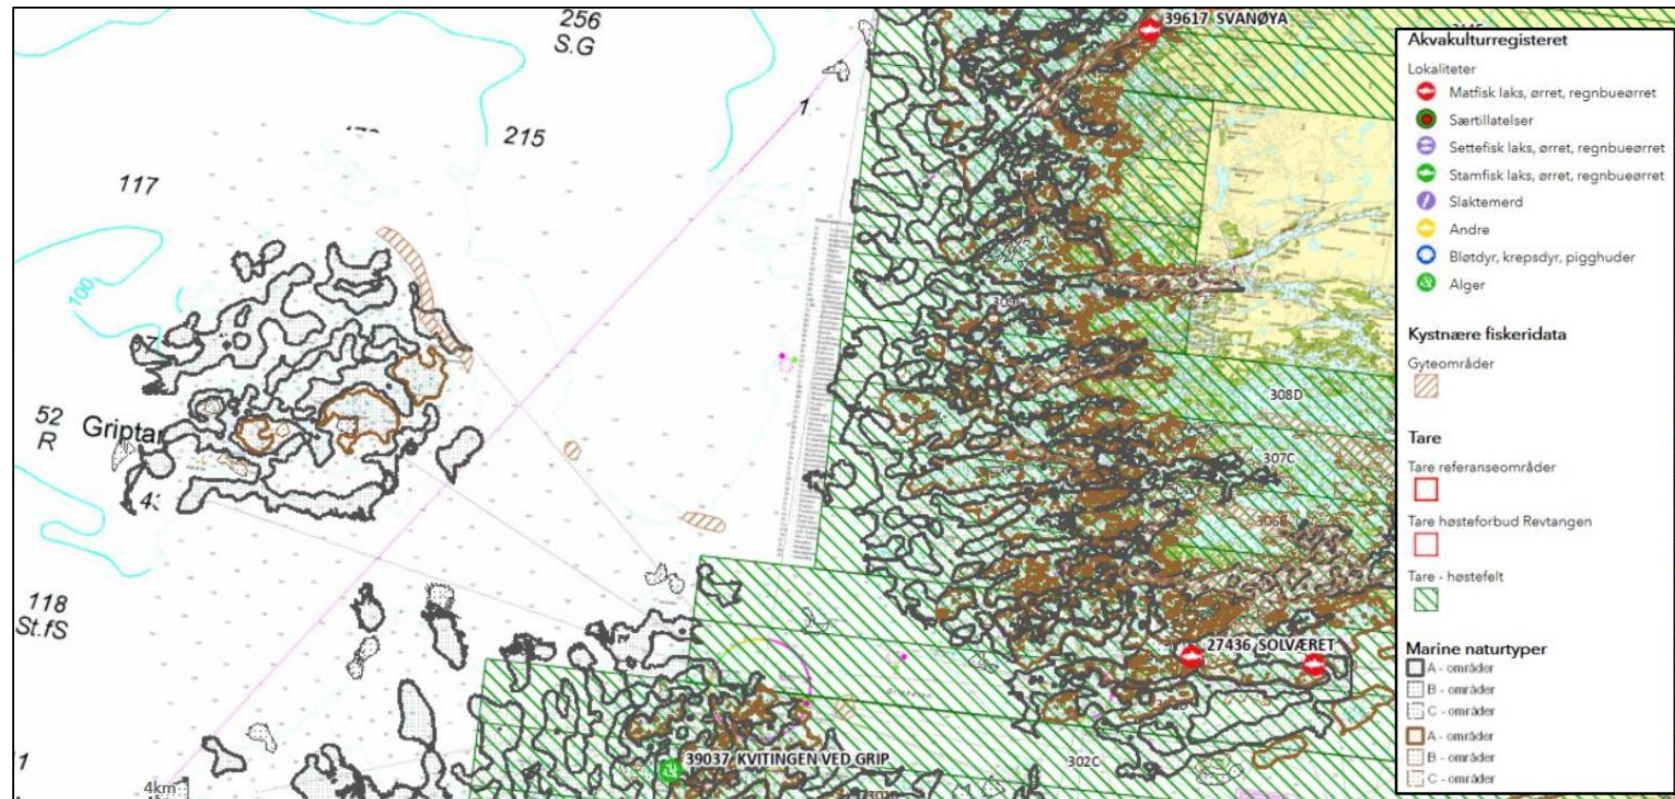 256
S.G
39617 SVANØYA
215
117
100
308D
307C
52
R
Griptar
43
118
St.fS
27436 SOLVÆRET
39037 KVITINGEN VED GRIP
302C
1
4km
Akvakulturregisteret
Lokaliteter
Matfisk laks, ørret, regnbueørret
Særtillatelser
Settefisk laks, ørret, regnbueørret
Stamfisk laks, ørret, regnbueørret
Slaktemerd
Andre
Bløtdyr, krepsdyr, pigghuder
Alger
Kystnære fiskeridata
Gyteområder
Tare
Tare referanseområder
Tare høsteforbud Revtangen
Tare - høstefelt
Marine naturtyper
A - områder
B - områder
C - områder
A - områder
B - områder
C - områder